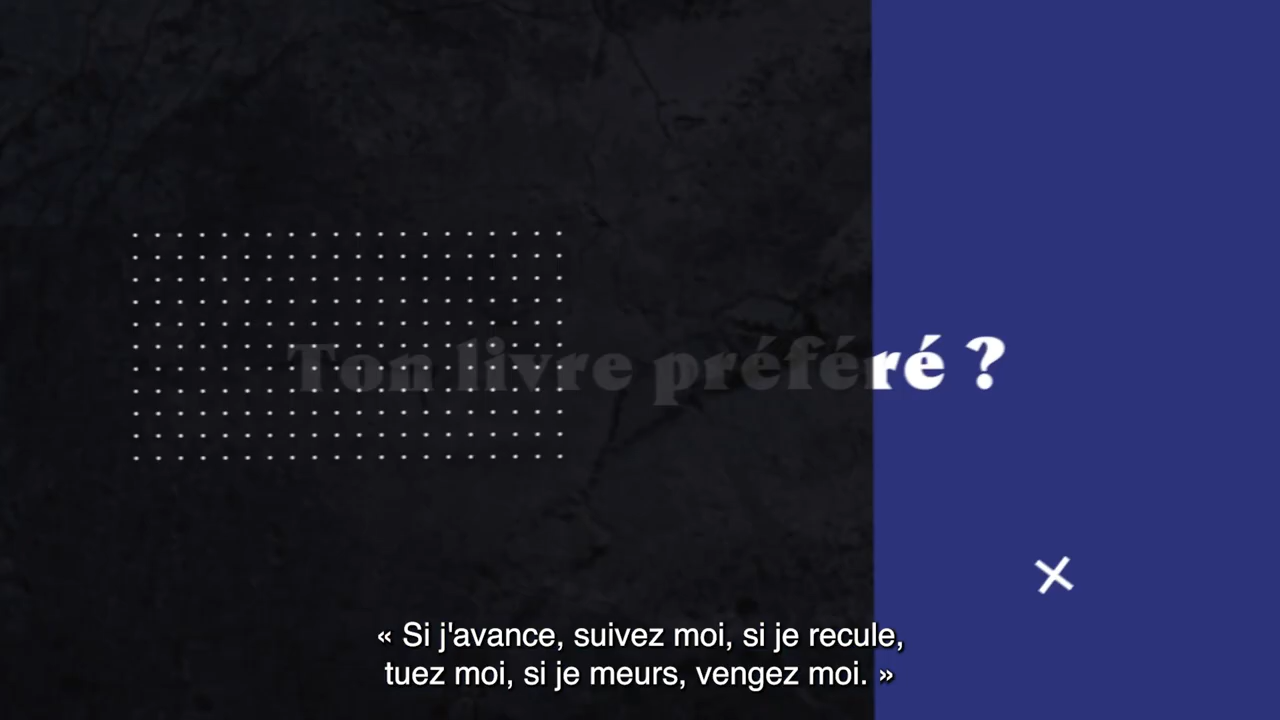 Ton livre préféré ?
« Si j'avance, suivez moi, si je recule,
tuez moi, si je meurs, vengez moi. »